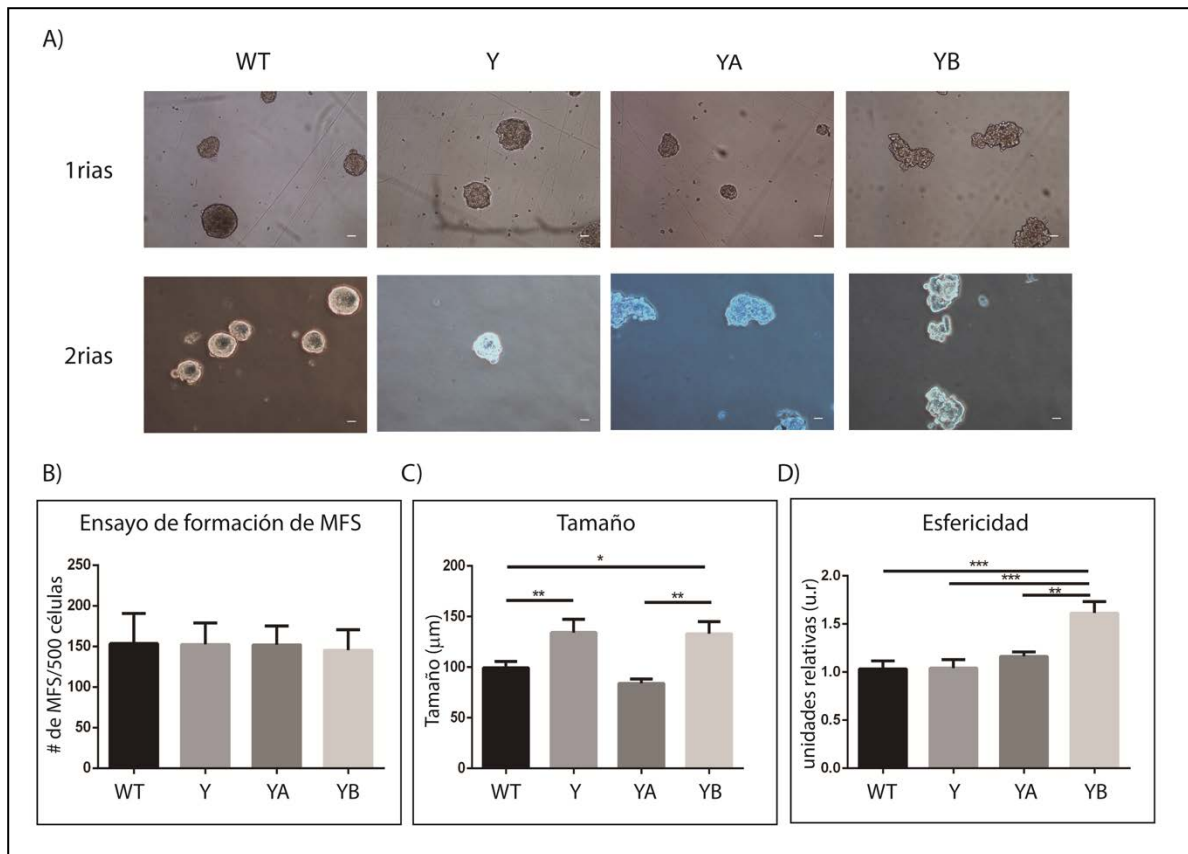 A)
WT Y YA YB
1rias
2rias
B) C) D)
Ensayo de formación de MFS
# de MFS/500 células
250
200
150
100
50
0
WT Y YA YB
Tamaño
Tamaño (μm)
200
150
100
50
0
* 
** **
WT Y YA YB
Esfericidad
unidades relativas (u.r)
2.0
1.5
1.0
0.5
0.0
***
***
**
WT Y YA YB